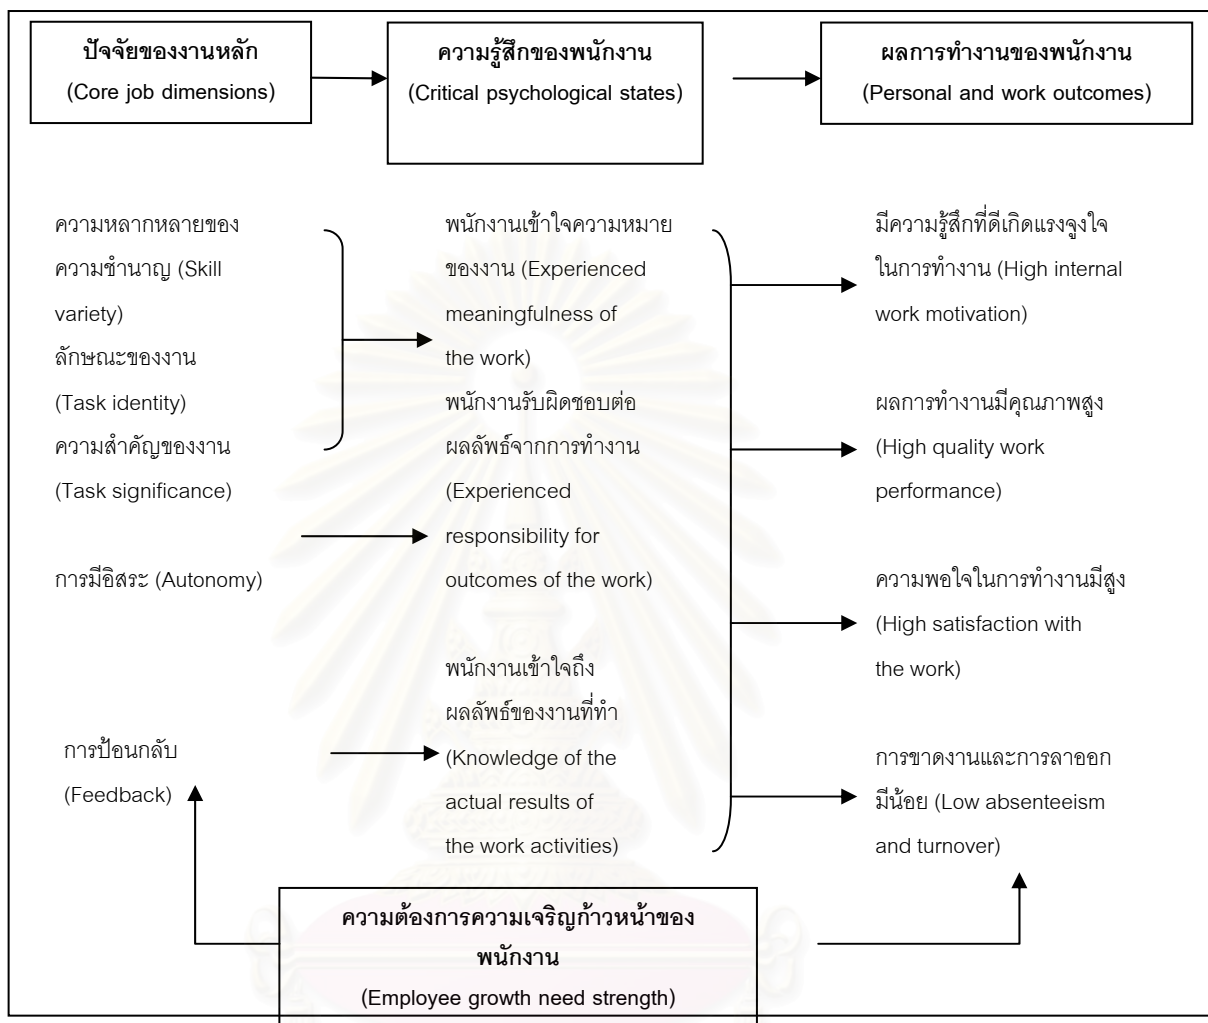 ปัจจัยของงานหลัก
(Core job dimensions)
ความรู้สึกของพนักงาน
(Critical psychological states)
ผลการทำงานของพนักงาน
(Personal and work outcomes)
ความหลากหลายของ
ความชำนาญ (Skill
variety)
ลักษณะของงาน
(Task identity)
ความสำคัญของงาน
(Task significance)
การมีอิสระ (Autonomy)
การป้อนกลับ
(Feedback)
พนักงานเข้าใจความหมาย
ของงาน (Experienced
meaningfulness of
the work)
พนักงานรับผิดชอบต่อ
ผลลัพธ์จากการทำงาน
(Experienced
responsibility for
outcomes of the work)
พนักงานเข้าใจถึง
ผลลัพธ์ของงานที่ทำ
(Knowledge of the
actual results of
the work activities)
มีความรู้สึกที่ดีเกิดแรงจูงใจ
ในการทำงาน (High internal
work motivation)
ผลการทำงานมีคุณภาพสูง
(High quality work
performance)
ความพอใจในการทำงานมีสูง
(High satisfaction with
the work)
การขาดงานและการลาออก
มีน้อย (Low absenteeism
and turnover)
ความต้องการความเจริญก้าวหน้าของ
พนักงาน
(Employee growth need strength)